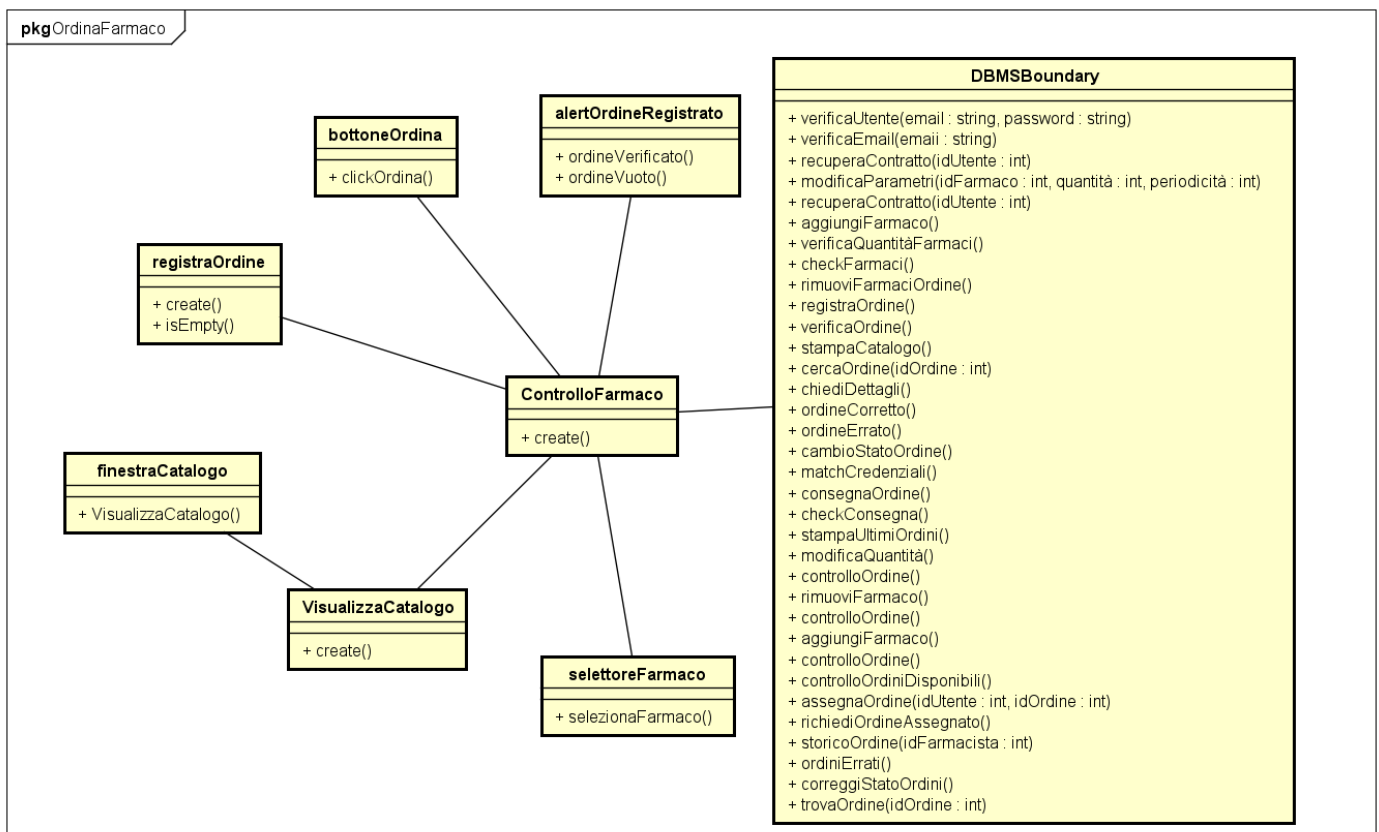 pkg OrdinaFarmaco
bottoneOrdina
+ clickOrdina()
alertOrdineRegistrato
+ ordineVerificato()
+ ordineVuoto()
registraOrdine
+ create()
+ isEmpty()
ControlloFarmaco
+ create()
finestraCatalogo
+ VisualizzaCatalogo()
VisualizzaCatalogo
+ create()
selettoreFarmaco
+ selezionaFarmaco()
DBMSBoundary
+ verificaUtente(email : string, password : string)
+ verificaEmail(emaii : string)
+ recuperaContratto(idUtente : int)
+ modificaParametri(idFarmaco : int, quantità : int, periodicità : int)
+ recuperaContratto(idUtente : int)
+ aggiungiFarmaco()
+ verificaQuantitàFarmaci()
+ checkFarmaci()
+ rimuoviFarmaciOrdine()
+ registraOrdine()
+ verificaOrdine()
+ stampaCatalogo()
+ cercaOrdine(idOrdine : int)
+ chiediDettagli()
+ ordineCorretto()
+ ordineErrato()
+ cambioStatoOrdine()
+ matchCredenziali()
+ consegnaOrdine()
+ checkConsegna()
+ stampaUltimiOrdini()
+ modificaQuantità()
+ controlloOrdine()
+ rimuoviFarmaco()
+ controlloOrdine()
+ aggiungiFarmaco()
+ controlloOrdine()
+ controlloOrdiniDisponibili()
+ assegnaOrdine(idUtente : int, idOrdine : int)
+ richiediOrdineAssegnato()
+ storicoOrdine(idFarmacista : int)
+ ordiniErrati()
+ correggiStatoOrdini()
+ trovaOrdine(idOrdine : int)